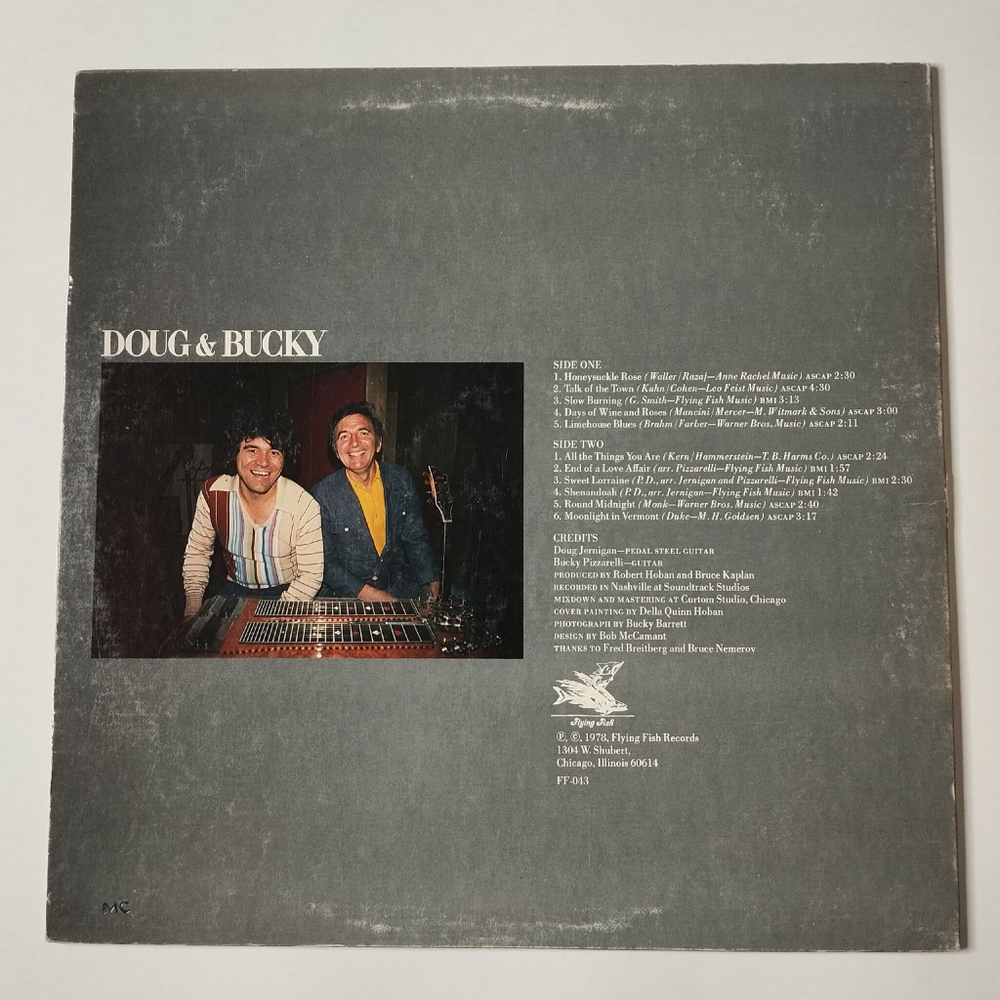 DOUG & BUCKY
SIDE ONE
1. Honeysuckle Rose (Waller/Razaf—Anne Rachel Music) ASCAP 2:30
2. Talk of the Town (Kahn/Cohen—Leo Feist Music) ASCAP 4:30
3. Slow Burning (G. Smith—Flying Fish Music) BMI 3:13
4. Days of Wine and Roses (Mancini/Mercer—M. Witmark & Sons) ASCAP 3:00
5. Limehouse Blues (Brahm/Farber—Warner Bros. Music) ASCAP 2:11
SIDE TWO
1. All the Things You Are (Kern/Hammerstein—T. B. Harms Co.) ASCAP 2:24
2. End of a Love Affair (arr. Pizzarelli—Flying Fish Music) BMI 1:57
3. Sweet Lorraine (P. D., arr. Jernigan and Pizzarelli—Flying Fish Music) BMI 2:30
4. Shenandoah (P. D., arr. Jernigan—Flying Fish Music) BMI 1:42
5. Round Midnight (Monk—Warner Bros. Music) ASCAP 2:40
6. Moonlight in Vermont (Duke—M. H. Goldsen) ASCAP 3:17
CREDITS
Doug Jernigan—PEDAL STEEL GUITAR
Bucky Pizzarelli—GUITAR
PRODUCED BY Robert Hoban and Bruce Kaplan
RECORDED IN Nashville at Soundtrack Studios
MIXDOWN AND MASTERING AT Curtom Studio, Chicago
COVER PAINTING BY Della Quinn Hoban
PHOTOGRAPH BY Bucky Barrett
DESIGN BY Bob McCamant
THANKS TO Fred Breitberg and Bruce Nemerov
Flying Fish
℗, ©, 1978, Flying Fish Records
1304 W. Shubert,
Chicago, Illinois 60614
FF-043
MC